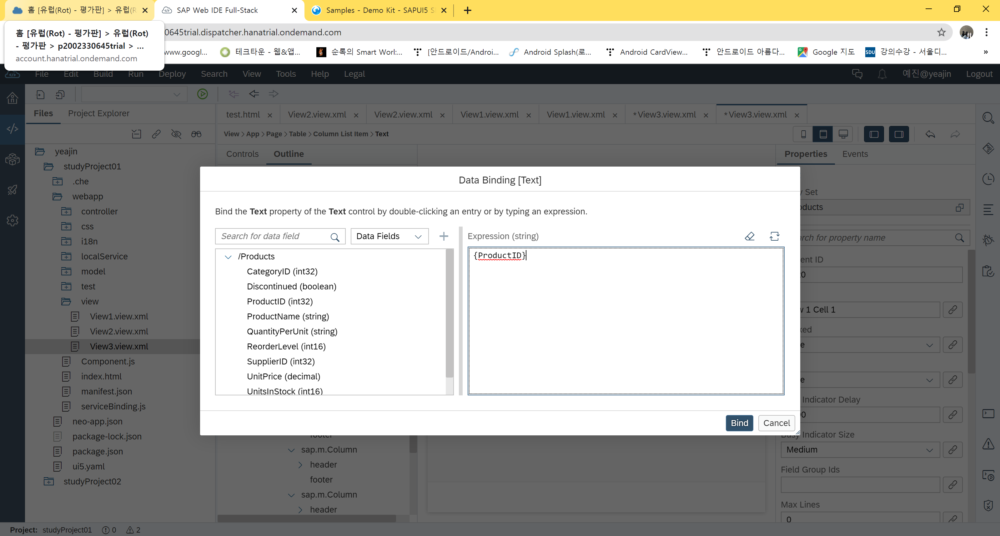 홈 [유럽(Rot) - 평가판] > 유럽(R
SAP Web IDE Full-Stack
Samples - Demo Kit - SAPUI5 S
홈 [유럽(Rot) - 평가판] > 유럽(Rot)
- 평가판 > p2002330645trial > ...
account.hanatrial.ondemand.com
0645trial.dispatcher.hanatrial.ondemand.com
www.googl...
테크타운 - 웹&앱...
순록의 Smart Worl:...
[안드로이드/Androi...
Android Splash(로...
Android CardView...
안드로이드 아름다...
Google 지도
SDU
강의수강 - 서울디...
»
File Edit Build Run Deploy Search View Tools Help Legal
예진@yeajin Logout
Files Project Explorer
test.html
View2.view.xml
View2.view.xml
View1.view.xml
View1.view.xml
*View3.view.xml
*View3.view.xml
View > App > Page > Table > Column List Item > Text
Controls Outline
Properties Events
yeajin
studyProject01
.che
webapp
controller
css
i18n
localService
model
test
view
View1.view.xml
View2.view.xml
View3.view.xml
Component.js
index.html
manifest.json
serviceBinding.js
neo-app.json
package-lock.json
package.json
ui5.yaml
studyProject02
Data Binding [Text]
Bind the Text property of the Text control by double-clicking an entry or by typing an expression.
Search for data field
Data Fields
Expression (string)
/Products
CategoryID (int32)
Discontinued (boolean)
ProductID (int32)
ProductName (string)
QuantityPerUnit (string)
ReorderLevel (int16)
SupplierID (int32)
UnitPrice (decimal)
UnitsInStock (int16)
{ProductID}
Bind
Cancel
footer
sap.m.Column
header
footer
sap.m.Column
header
y Set
ducts
rch for property name
ent ID
0
w 1 Cell 1
ked
e
e
Indicator Delay
00
Busy Indicator Size
Medium
Field Group Ids
Max Lines
0
Project: studyProject01
0
2